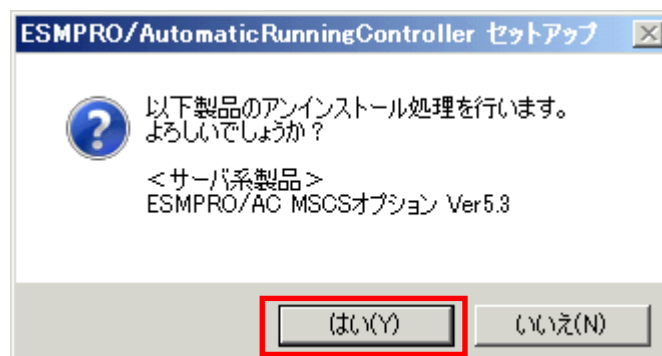 ESMPRO/AutomaticRunningController セットアップ
以下製品のアンインストール処理を行います。
よろしいでしょうか?
<サーバ系製品>
ESMPRO/AC MSCSオプション Ver5.3
はい(Y)
いいえ(N)